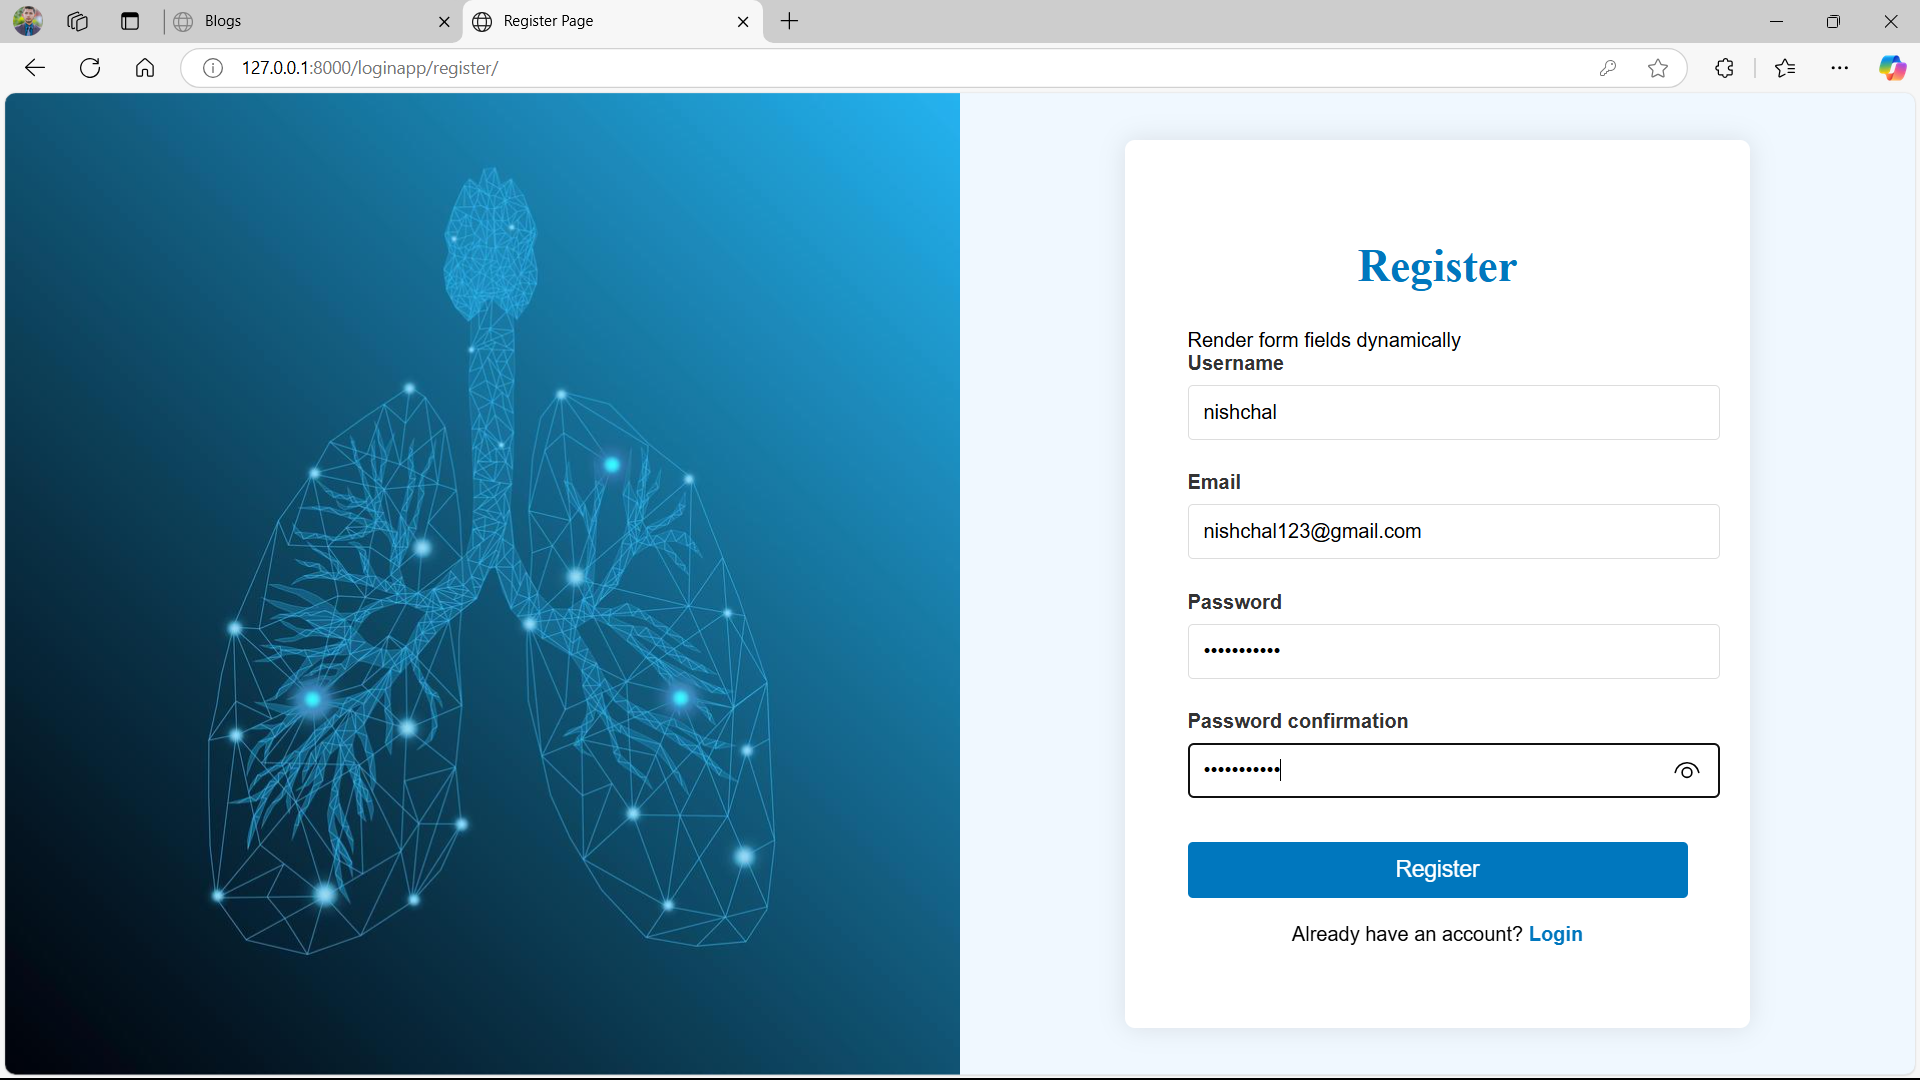 Blogs
Register Page
127.0.0.1:8000/loginapp/register/
Register
Render form fields dynamically
Username
nishchal
Email
nishchal123@gmail.com
Password
•••••••••••
Password confirmation
•••••••••••
Register
Already have an account? Login